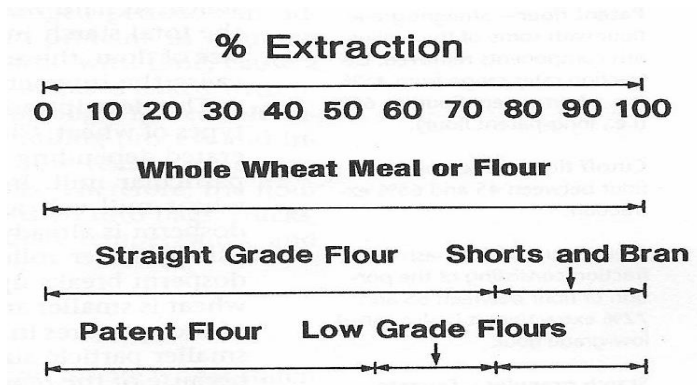 % Extraction
0 10 20 30 40 50 60 70 80 90 100
Whole Wheat Meal or Flour
Straight Grade Flour Shorts and Bran
Patent Flour Low Grade Flours